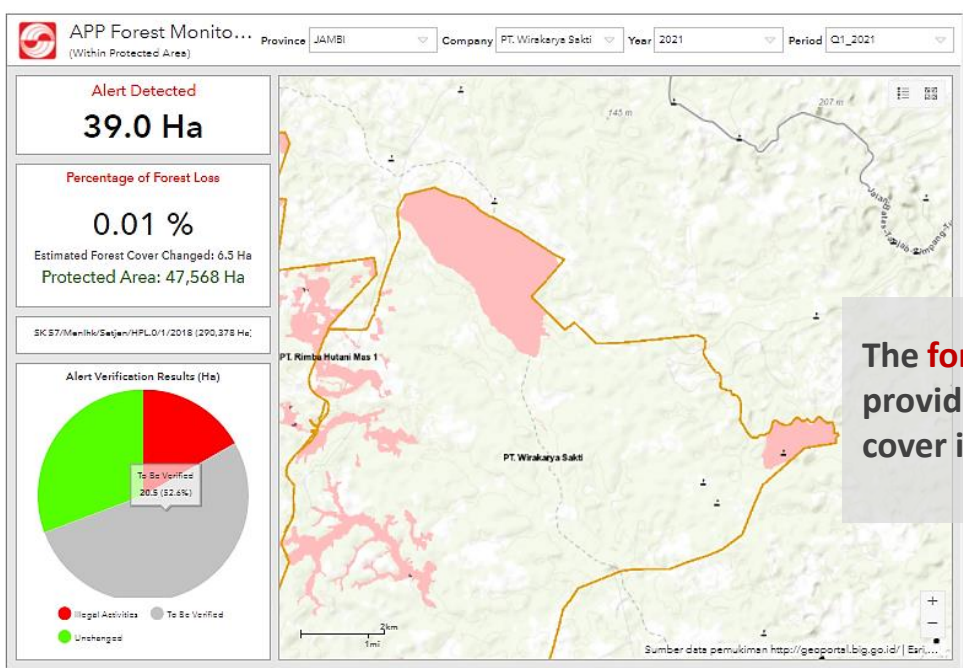 APP Forest Monito...
(Within Protected Area)
Province JAMBI Company PT. Wirakarya Sakti Year 2021 Period Q1_2021
Alert Detected
39.0 Ha
Percentage of Forest Loss
0.01 %
Estimated Forest Cover Changed: 6.5 Ha
Protected Area: 47,568 Ha
SK.57/Menlhk/Setjen/HPL.0/1/2018 (290,378 Ha)
Alert Verification Results (Ha)
To Be Verified
20.5 (52.6%)
Illegal Activities To Be Verified
Unchanged
145 m
207 m
PT. Rimba Hutani Mas 1
PT. Wirakarya Sakti
2km
1mi
+
−
Sumber data pemukiman http://geoportal.big.go.id/ | Esri,...
The for
provid
cover i